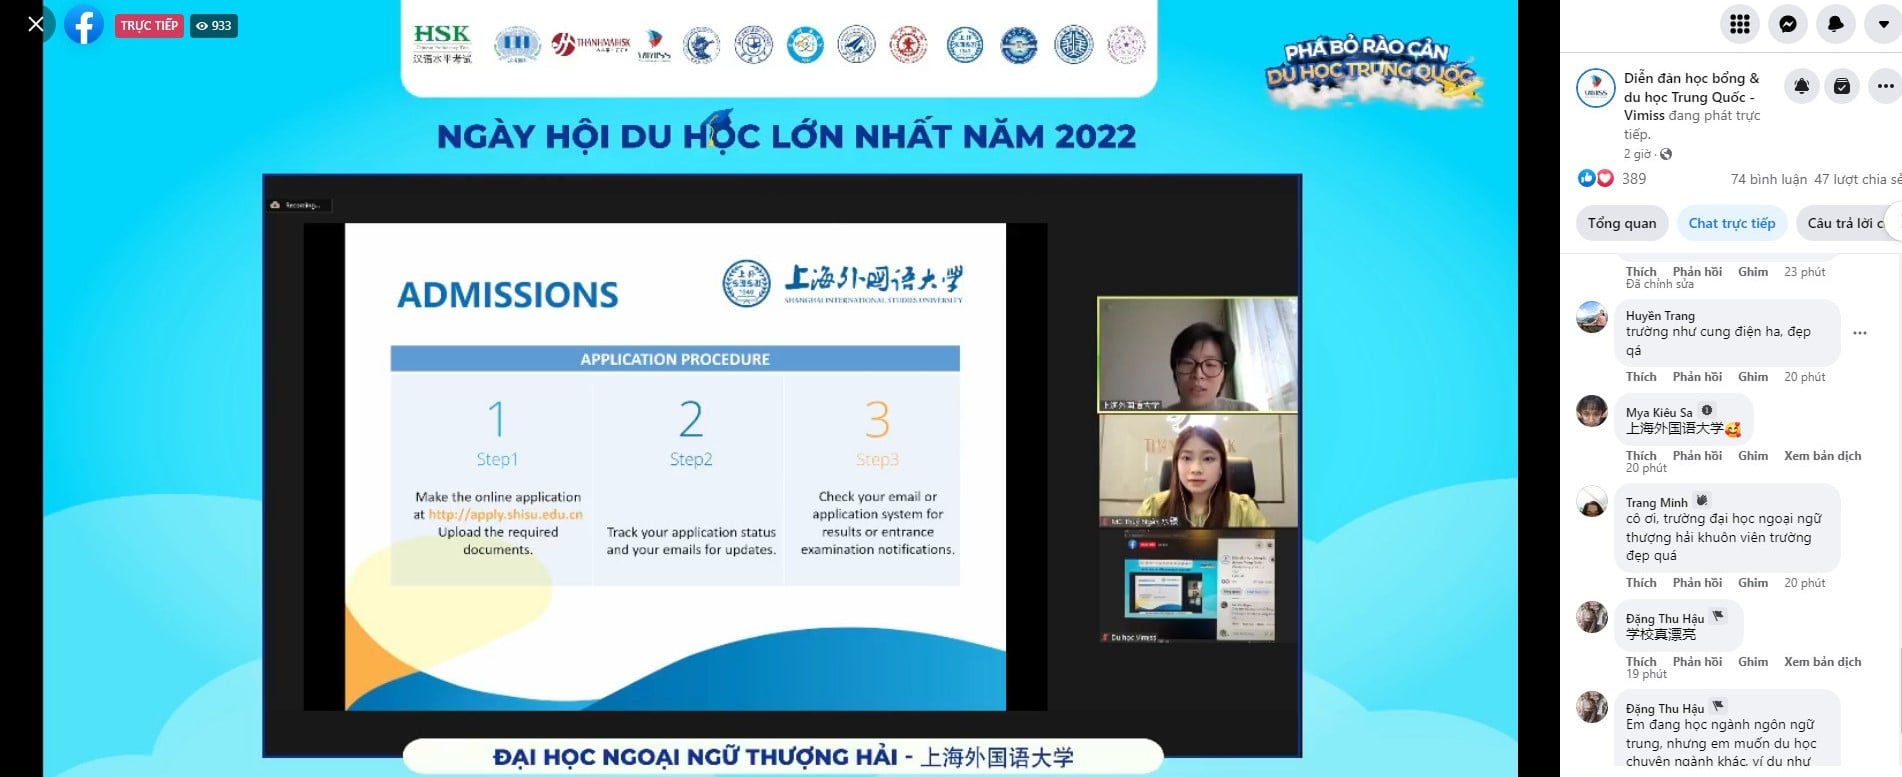 TRỰC TIẾP
933
HSK
汉语水平考试
THANHMAIHSK
VIMISS
PHÁ BỎ RÀO CẢN
DU HỌC TRUNG QUỐC
NGÀY HỘI DU HỌC LỚN NHẤT NĂM 2022
Recording...
ADMISSIONS
上海外国语大学
SHANGHAI INTERNATIONAL STUDIES UNIVERSITY
APPLICATION PROCEDURE
1
Step1
Make the online application
at http://apply.shisu.edu.cn
Upload the required
documents.
2
Step2
Track your application status
and your emails for updates.
3
Step3
Check your email or
application system for
results or entrance
examination notifications.
上海外国语大学
Du học Vimiss
ĐẠI HỌC NGOẠI NGỮ THƯỢNG HẢI - 上海外国语大学
Diễn đàn học bổng &
du học Trung Quốc -
Vimiss đang phát trực
tiếp.
2 giờ ·
389
74 bình luận 47 lượt chia sẻ
Tổng quan
Chat trực tiếp
Câu trả lời c
Thích Phản hồi Ghim 23 phút
Đã chỉnh sửa
Huyền Trang
trường như cung điện ha, đẹp
qá
Thích Phản hồi Ghim 20 phút
Mya Kiêu Sa
上海外国语大学🥰
Thích Phản hồi Ghim Xem bản dịch
20 phút
Trang Minh
cô ơi, trường đại học ngoại ngữ
thượng hải khuôn viên trường
đẹp quá
Thích Phản hồi Ghim 20 phút
Đặng Thu Hậu
学校真漂亮
Thích Phản hồi Ghim Xem bản dịch
19 phút
Đặng Thu Hậu
Em đang học ngành ngôn ngữ
trung, nhưng em muốn du học
chuyên ngành khác, ví dụ như